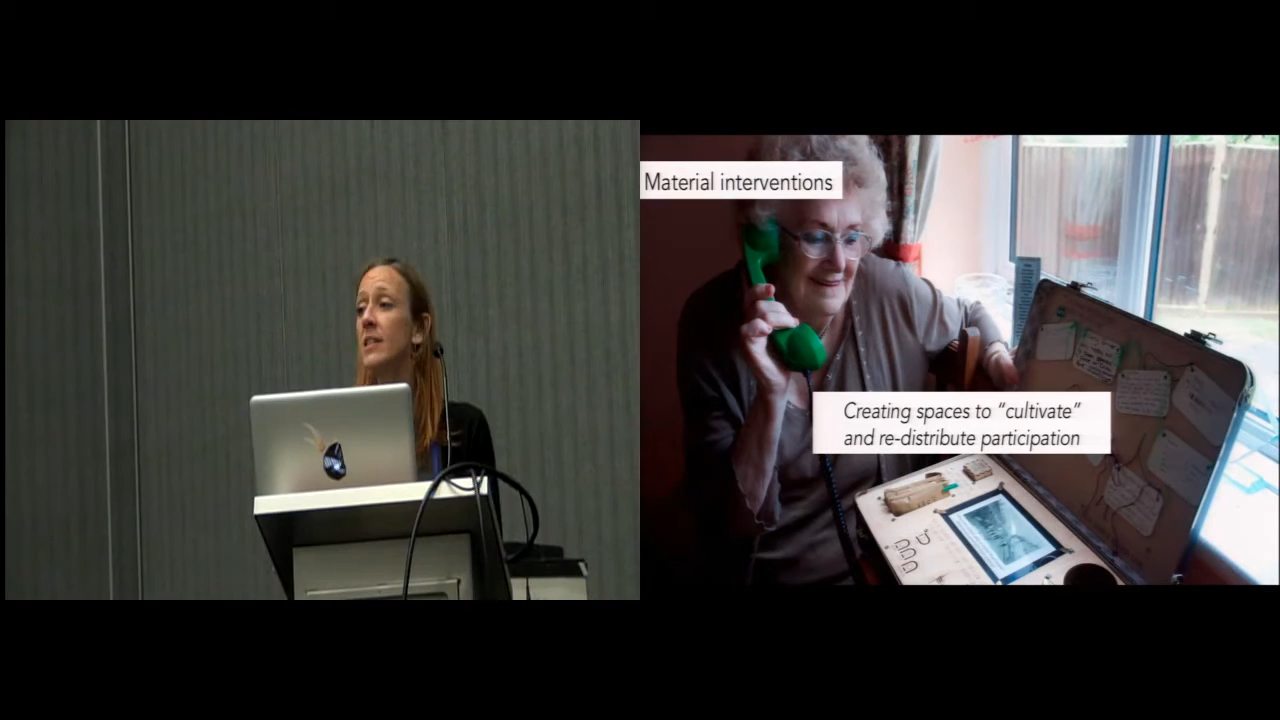 Material interventions
Creating spaces to “cultivate”
and re-distribute participation